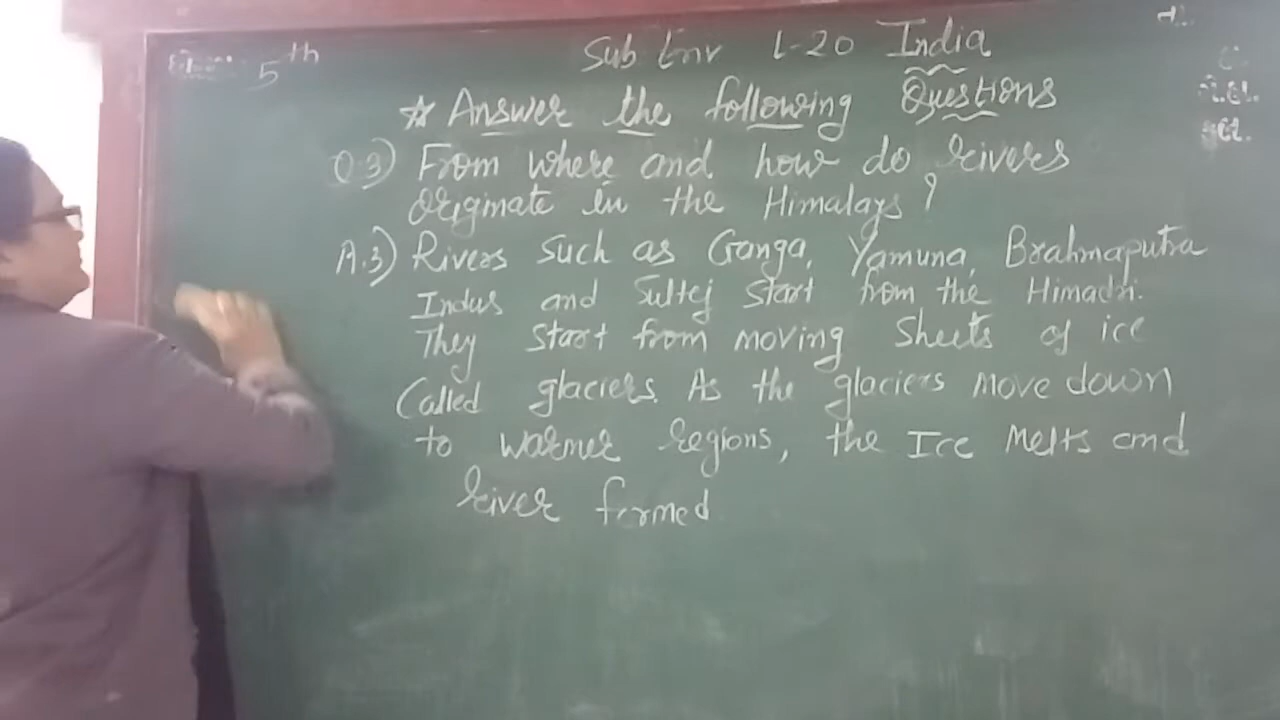 5th
Sub Env L-20 India
☆ Answer the following Questions
Q.3) From where and how do rivers
originate in the Himalays?
A.3) Rivers such as Ganga, Yamuna, Brahmaputra
Indus and Sultej start from the Himadri.
They start from moving Sheets of ice
Called glaciers. As the glaciers move down
to warmer regions, the Ice Melts and
river formed